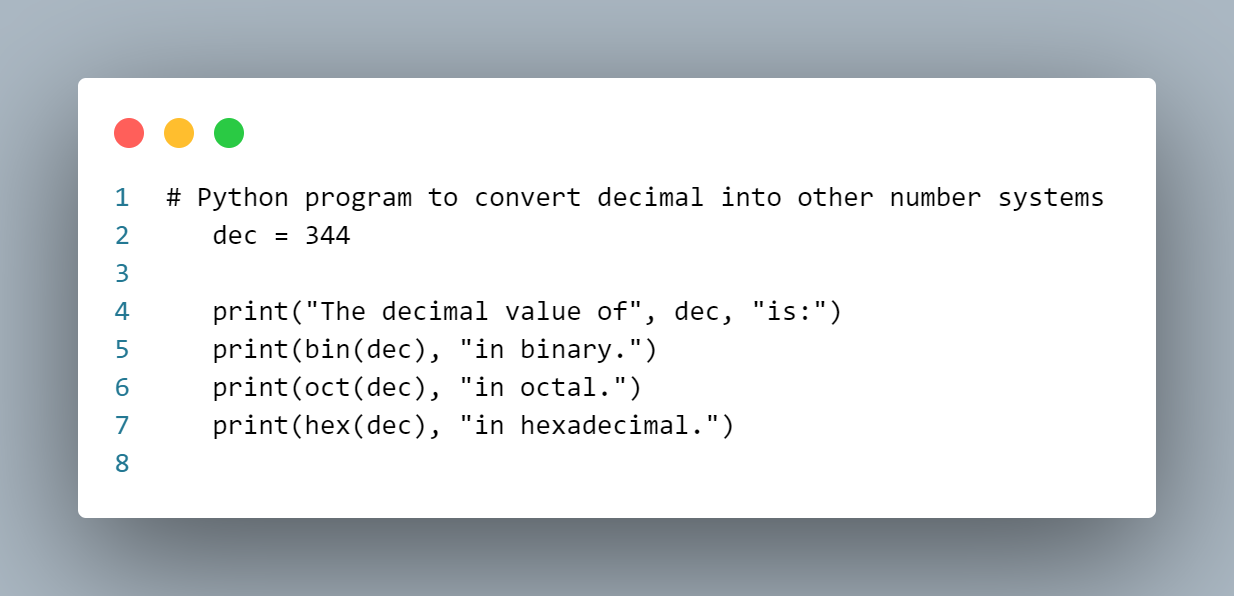 1 # Python program to convert decimal into other number systems
2    dec = 344
3
4    print("The decimal value of", dec, "is:")
5    print(bin(dec), "in binary.")
6    print(oct(dec), "in octal.")
7    print(hex(dec), "in hexadecimal.")
8